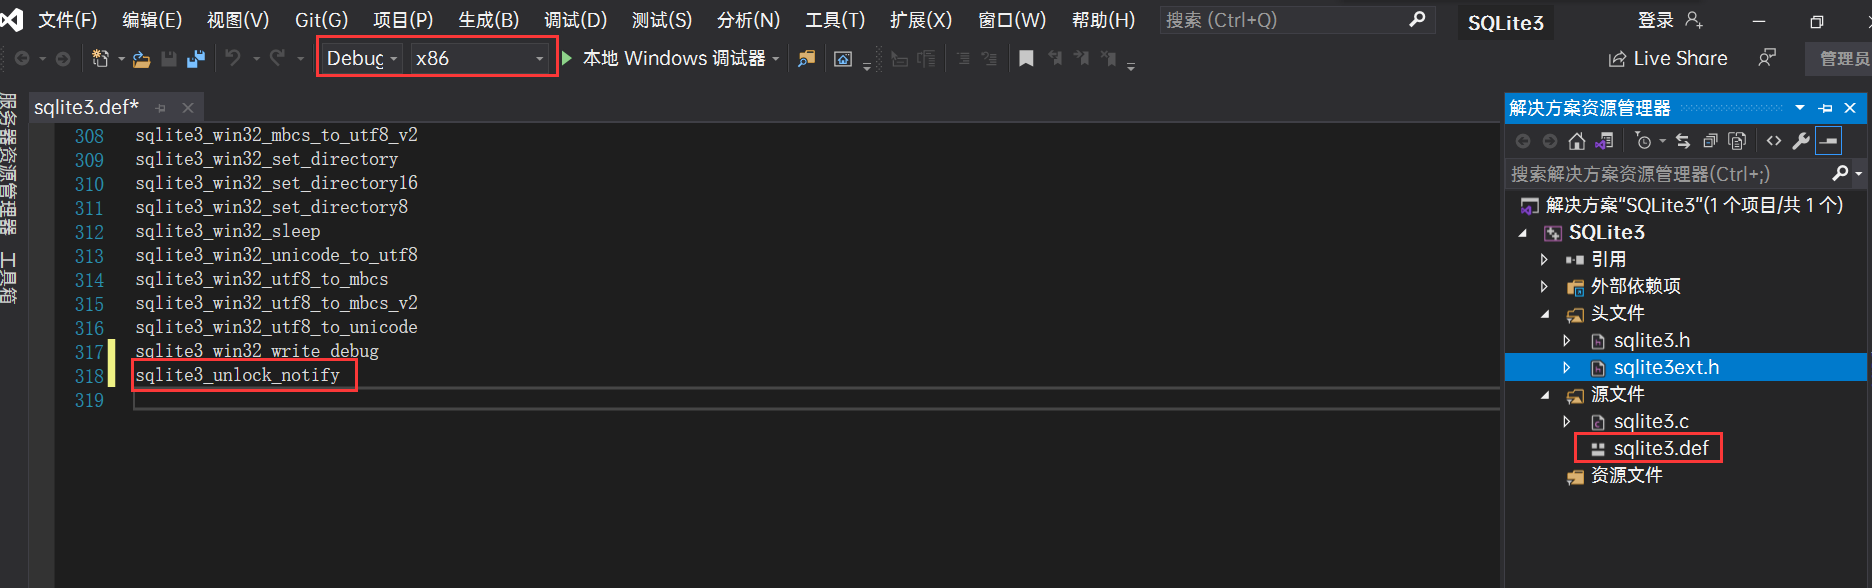 文件(F) 编辑(E) 视图(V) Git(G) 项目(P) 生成(B) 调试(D) 测试(S) 分析(N) 工具(T) 扩展(X) 窗口(W) 帮助(H) 搜索 (Ctrl+Q) SQLite3 登录
Debug x86 本地 Windows 调试器 Live Share 管理员
服务器资源管理器
工具箱
sqlite3.def*
308 sqlite3_win32_mbcs_to_utf8_v2
309 sqlite3_win32_set_directory
310 sqlite3_win32_set_directory16
311 sqlite3_win32_set_directory8
312 sqlite3_win32_sleep
313 sqlite3_win32_unicode_to_utf8
314 sqlite3_win32_utf8_to_mbcs
315 sqlite3_win32_utf8_to_mbcs_v2
316 sqlite3_win32_utf8_to_unicode
317 sqlite3_win32_write_debug
318 sqlite3_unlock_notify
319
解决方案资源管理器
搜索解决方案资源管理器(Ctrl+;)
解决方案"SQLite3"(1 个项目/共 1 个)
SQLite3
引用
外部依赖项
头文件
sqlite3.h
sqlite3ext.h
源文件
sqlite3.c
sqlite3.def
资源文件